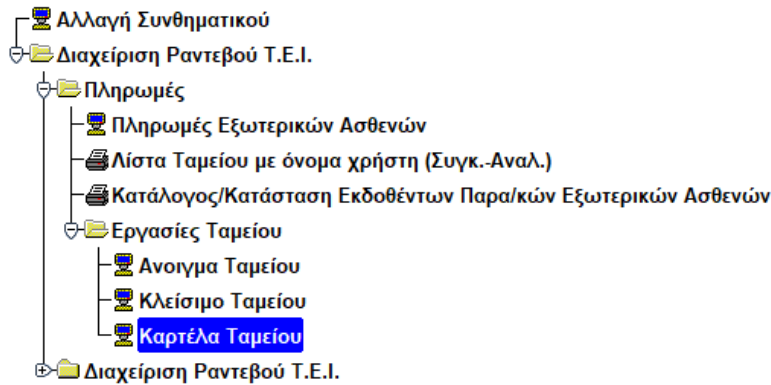 Αλλαγή Συνθηματικού
Διαχείριση Ραντεβού Τ.Ε.Ι.
Πληρωμές
Πληρωμές Εξωτερικών Ασθενών
Λίστα Ταμείου με όνομα χρήστη (Συγκ.-Αναλ.)
Κατάλογος/Κατάσταση Εκδοθέντων Παρα/κών Εξωτερικών Ασθενών
Εργασίες Ταμείου
Ανοιγμα Ταμείου
Κλείσιμο Ταμείου
Καρτέλα Ταμείου
Διαχείριση Ραντεβού Τ.Ε.Ι.